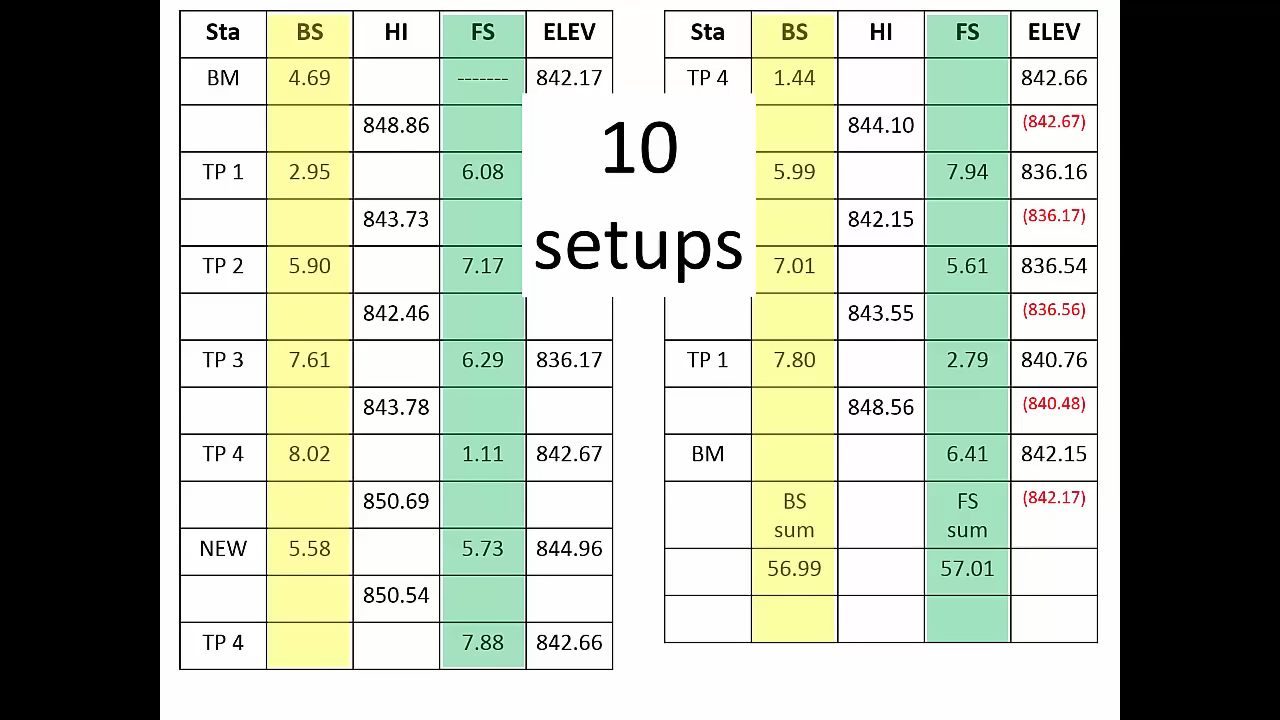 Sta BS HI FS ELEV
BM 4.69 ------- 842.17
848.86
TP 1 2.95 6.08
843.73
TP 2 5.90 7.17
842.46
TP 3 7.61 6.29 836.17
843.78
TP 4 8.02 1.11 842.67
850.69
NEW 5.58 5.73 844.96
850.54
TP 4 7.88 842.66
10
setups
Sta BS HI FS ELEV
TP 4 1.44 842.66
844.10 (842.67)
5.99 7.94 836.16
842.15 (836.17)
7.01 5.61 836.54
843.55 (836.56)
TP 1 7.80 2.79 840.76
848.56 (840.48)
BM 6.41 842.15
BS FS (842.17)
sum sum
56.99 57.01